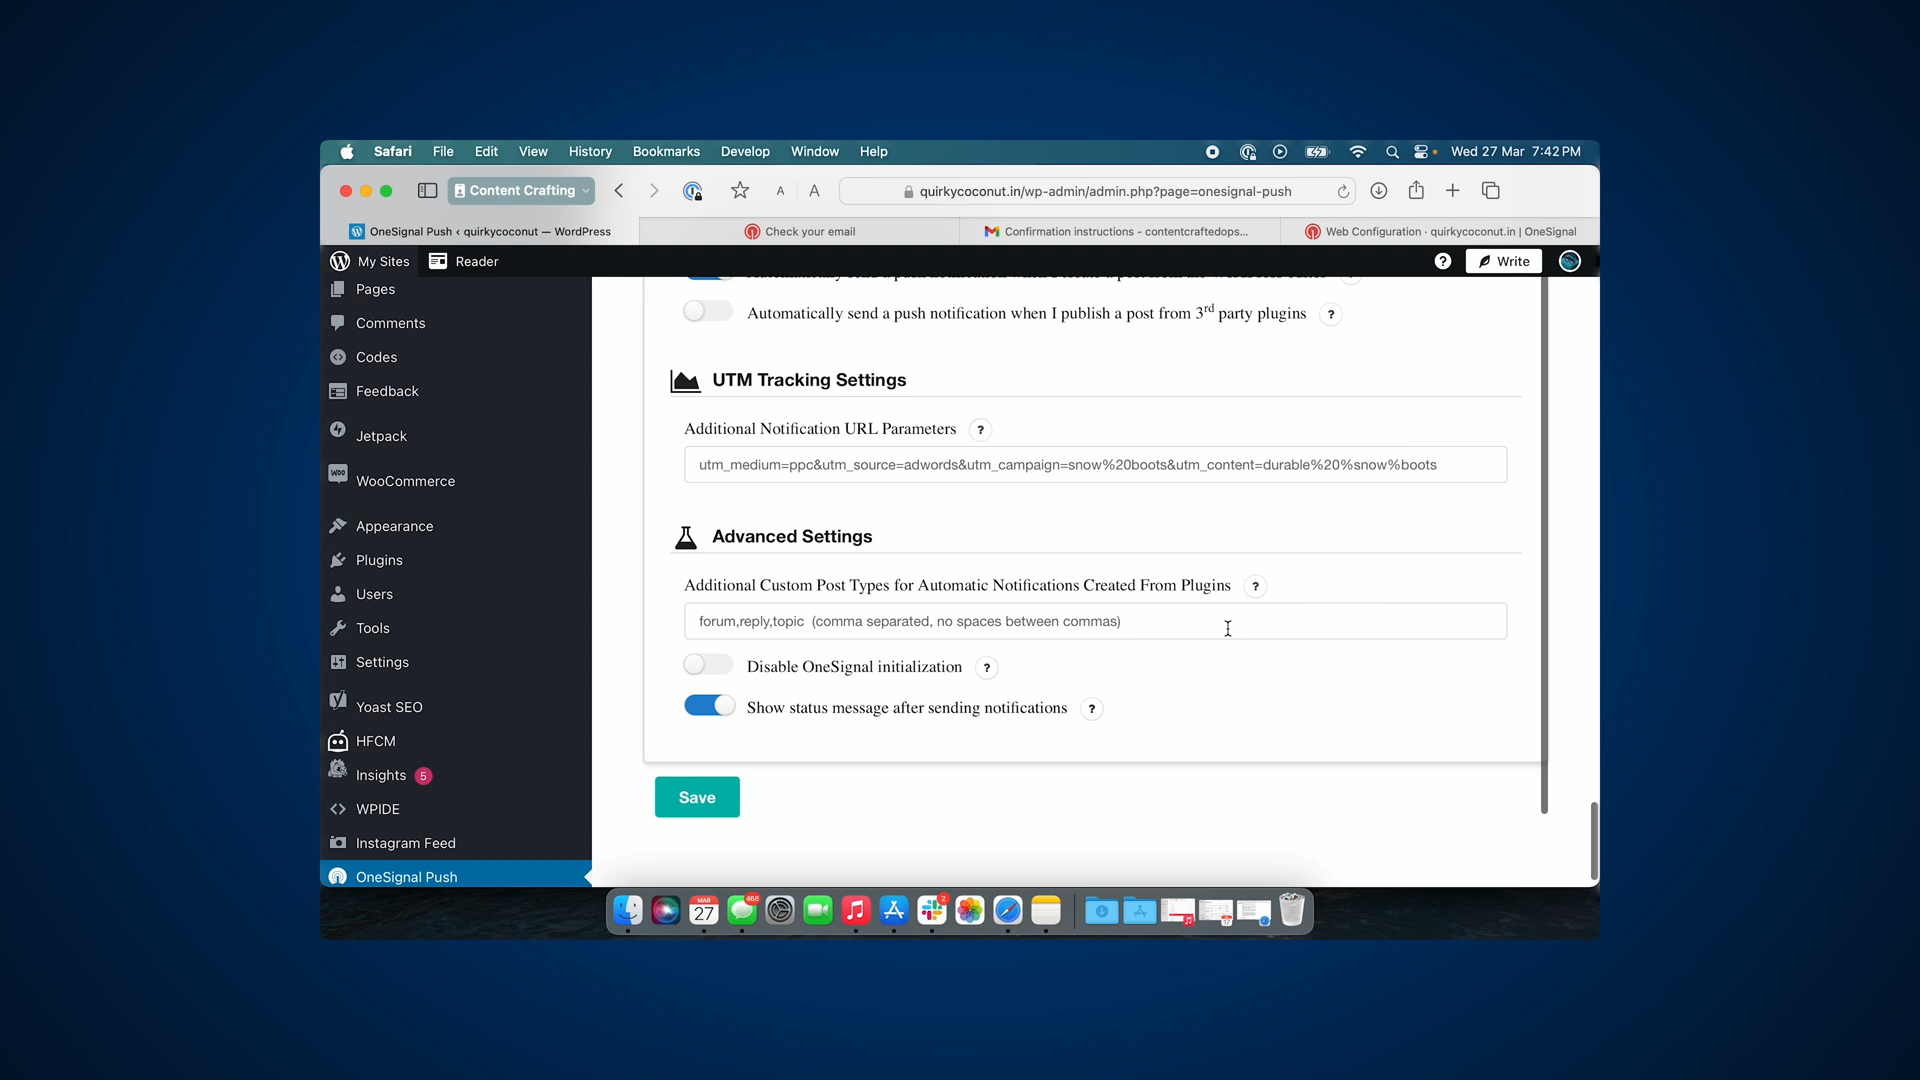 Safari File Edit View History Bookmarks Develop Window Help Wed 27 Mar 7:42 PM
Content Crafting A A quirkycoconut.in/wp-admin/admin.php?page=onesignal-push
OneSignal Push ‹ quirkycoconut — WordPress Check your email Confirmation instructions - contentcraftedops... Web Configuration · quirkycoconut.in | OneSignal
My Sites Reader ? Write
Pages
Comments
Codes
Feedback
Jetpack
WOO WooCommerce
Appearance
Plugins
Users
Tools
Settings
Yoast SEO
HFCM
Insights 5
WPIDE
Instagram Feed
OneSignal Push
Automatically send a push notification when I publish a post from 3rd party plugins ?
UTM Tracking Settings
Additional Notification URL Parameters ?
utm_medium=ppc&utm_source=adwords&utm_campaign=snow%20boots&utm_content=durable%20%snow%boots
Advanced Settings
Additional Custom Post Types for Automatic Notifications Created From Plugins ?
forum,reply,topic (comma separated, no spaces between commas)
Disable OneSignal initialization ?
Show status message after sending notifications ?
Save
MAR
27
468
2
17